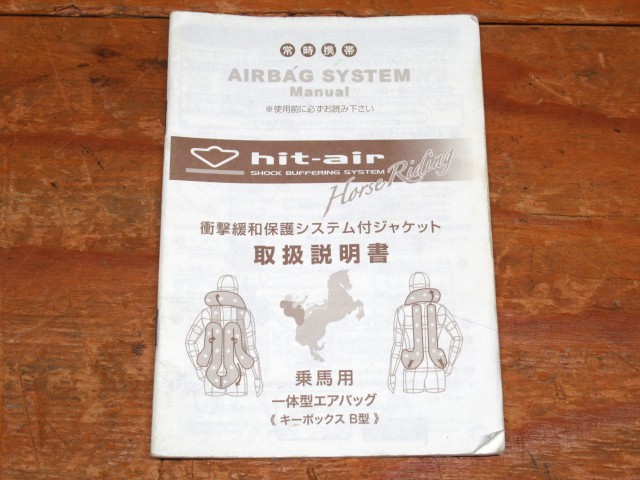 常時携帯
AIRBAG SYSTEM
Manual
※使用前に必ずお読み下さい
hit-air
SHOCK BUFFERING SYSTEM
Horse Riding
衝撃緩和保護システム付ジャケット
取扱説明書
乗馬用
一体型エアバッグ
《 キーボックス B型 》